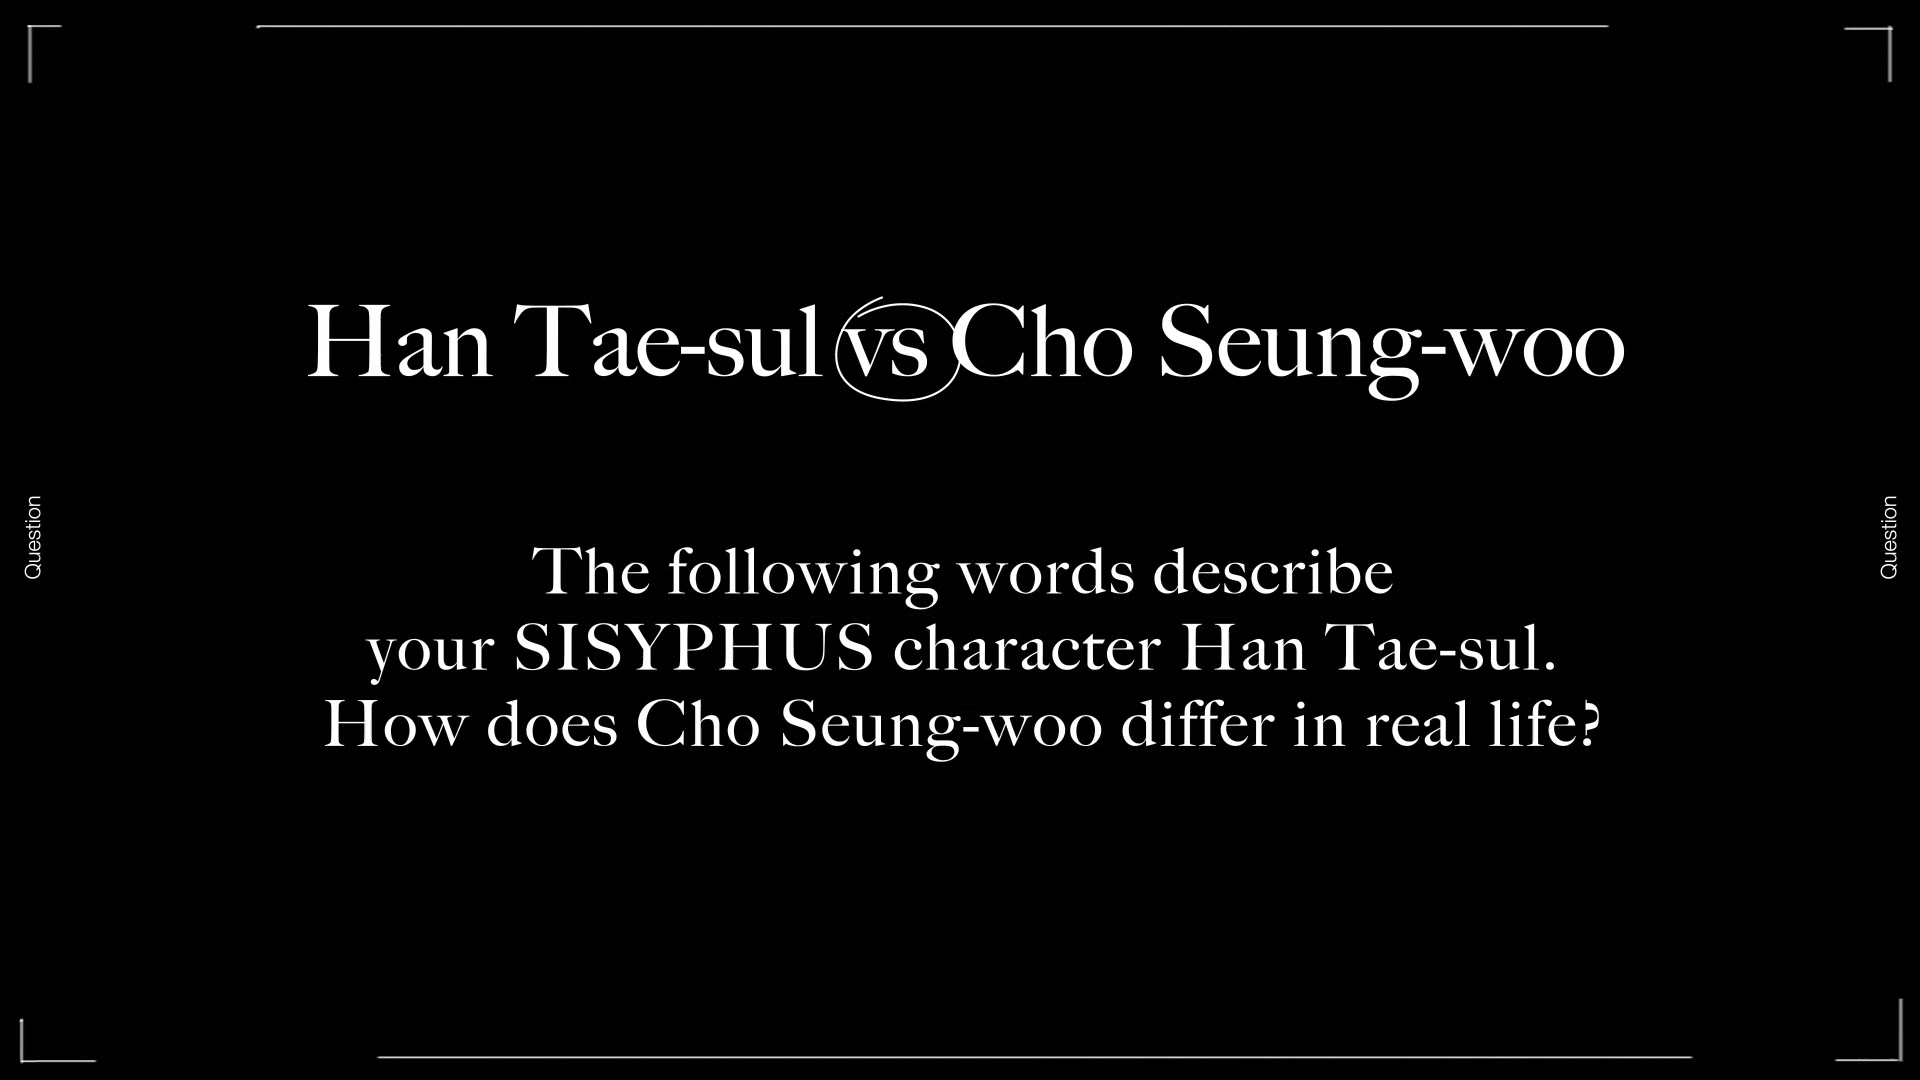 Han Tae-sul vs Cho Seung-woo
Question
The following words describe
your SISYPHUS character Han Tae-sul.
How does Cho Seung-woo differ in real life?
Question